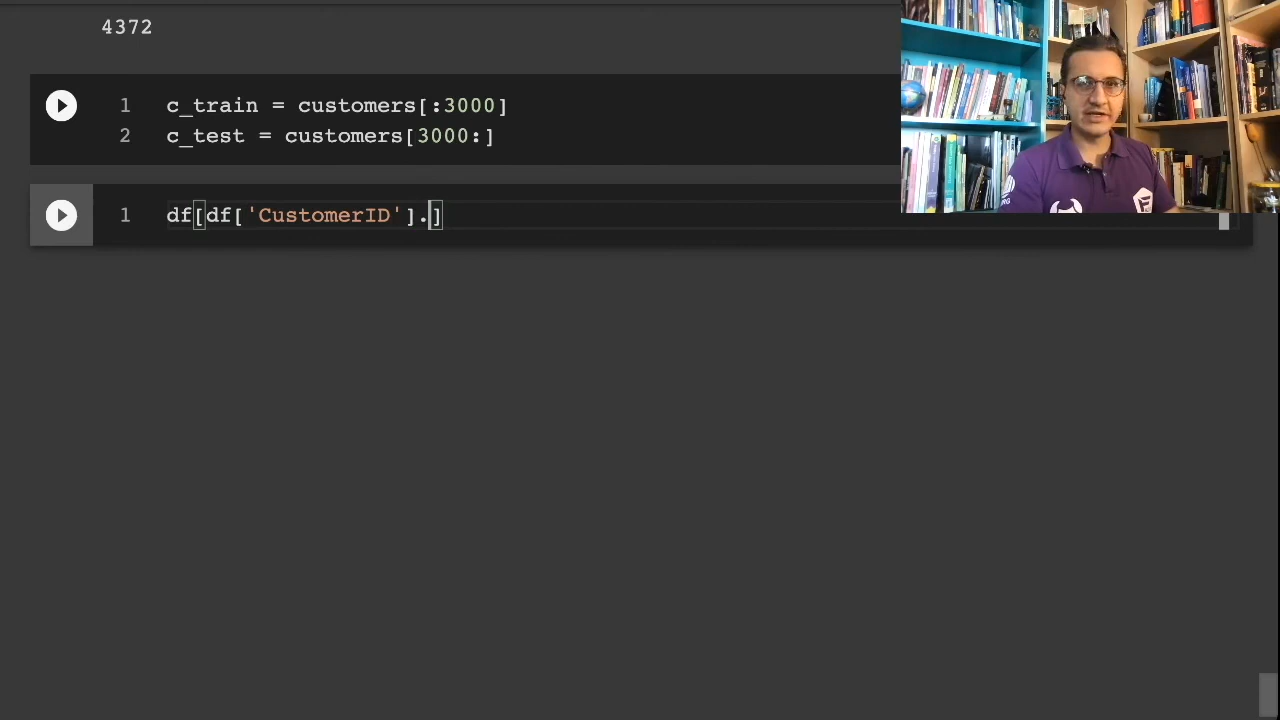 4372
1 c_train = customers[:3000]
2 c_test = customers[3000:]
1 df[df['CustomerID'].]